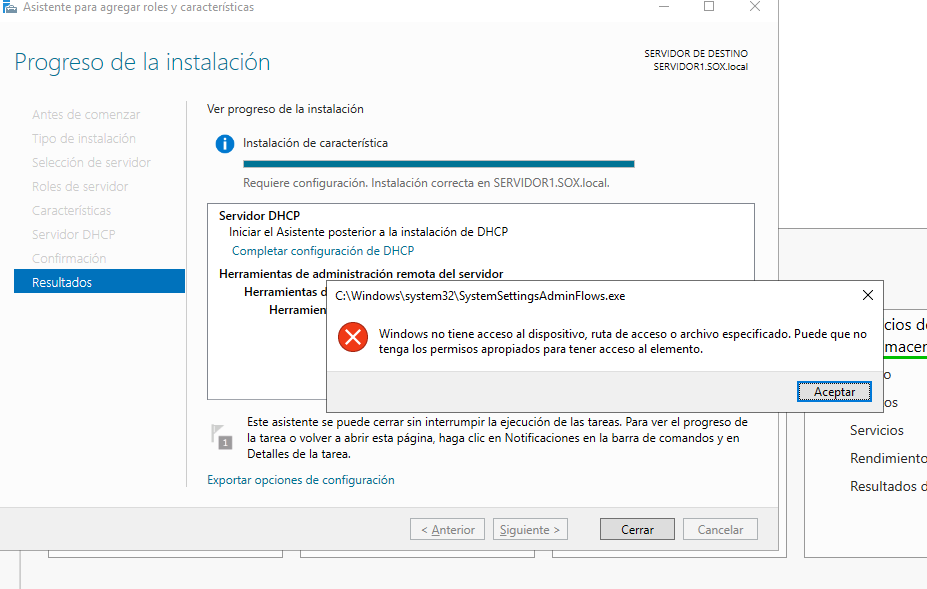 Asistente para agregar roles y características
Progreso de la instalación
SERVIDOR DE DESTINO
SERVIDOR1.SOX.local
Antes de comenzar
Tipo de instalación
Selección de servidor
Roles de servidor
Características
Servidor DHCP
Confirmación
Resultados
Ver progreso de la instalación
Instalación de característica
Requiere configuración. Instalación correcta en SERVIDOR1.SOX.local.
Servidor DHCP
Iniciar el Asistente posterior a la instalación de DHCP
Completar configuración de DHCP
Herramientas de administración remota del servidor
Herramientas d
Herramien
C:\Windows\system32\SystemSettingsAdminFlows.exe
Windows no tiene acceso al dispositivo, ruta de acceso o archivo especificado. Puede que no
tenga los permisos apropiados para tener acceso al elemento.
Aceptar
1
Este asistente se puede cerrar sin interrumpir la ejecución de las tareas. Para ver el progreso de
la tarea o volver a abrir esta página, haga clic en Notificaciones en la barra de comandos y en
Detalles de la tarea.
Exportar opciones de configuración
< Anterior
Siguiente >
Cerrar
Cancelar
cios de
macen
o
os
Servicios
Rendimiento
Resultados d